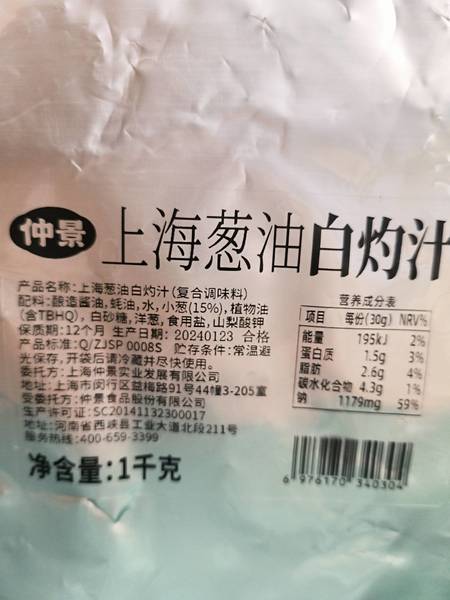 仲景
上海葱油白灼汁
产品名称:上海葱油白灼汁(复合调味料)
配料:酿造酱油,蚝油,水,小葱(15%),植物油
(含TBHQ),白砂糖,洋葱,食用盐,山梨酸钾
保质期:12个月 生产日期:20240123 合格
产品标准:Q/ZJSP 0008S 贮存条件:常温避
光保存,开袋后请冷藏并尽快使用。
委托方:上海仲景实业发展有限公司
地址:上海市闵行区益梅路91号44幢3-205室
受委托方:仲景食品股份有限公司
生产许可证:SC20141132300017
地址:河南省西峡县工业大道北段211号
服务热线:400-659-3399
净含量:1千克
营养成分表
项目 每份(30g) NRV%
能量 195kJ 2%
蛋白质 1.5g 3%
脂肪 2.6g 4%
碳水化合物 4.3g 1%
钠 1179mg 59%
6 976170 340304